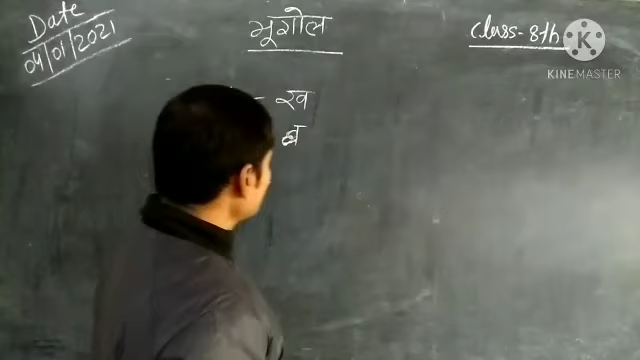 Date
04/01/2021
भूगोल
Class-8th
KINEMASTER
- ख
ब